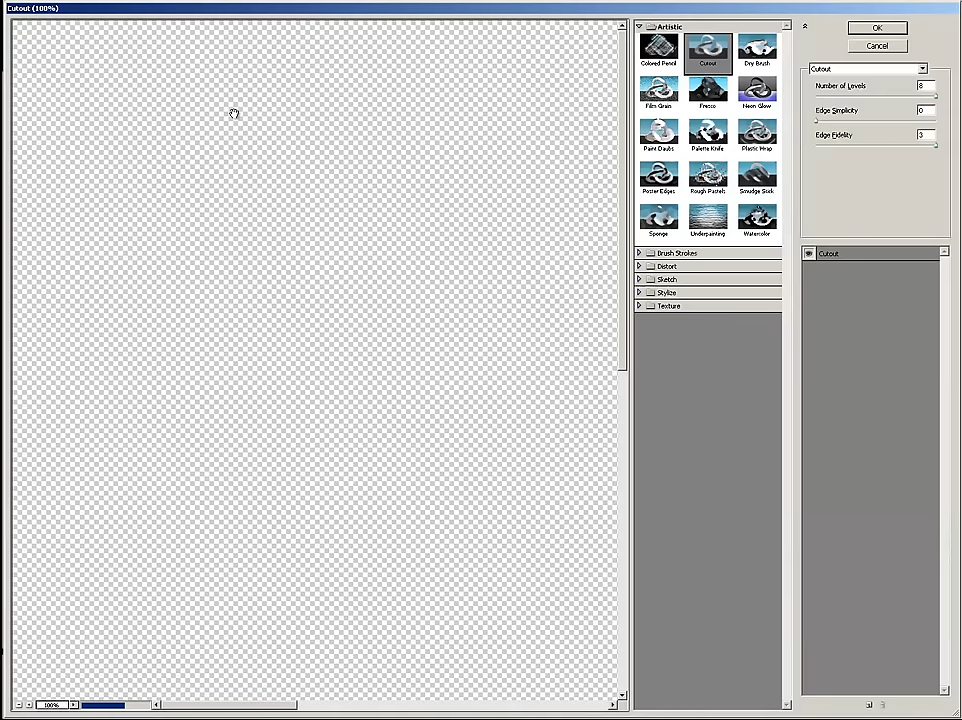 Cutout (100%)
Artistic
Colored Pencil
Cutout
Dry Brush
Film Grain
Fresco
Neon Glow
Paint Daubs
Palette Knife
Plastic Wrap
Poster Edges
Rough Pastels
Smudge Stick
Sponge
Underpainting
Watercolor
Brush Strokes
Distort
Sketch
Stylize
Texture
OK
Cancel
Cutout
Number of Levels 8
Edge Simplicity 0
Edge Fidelity 3
Cutout
100%